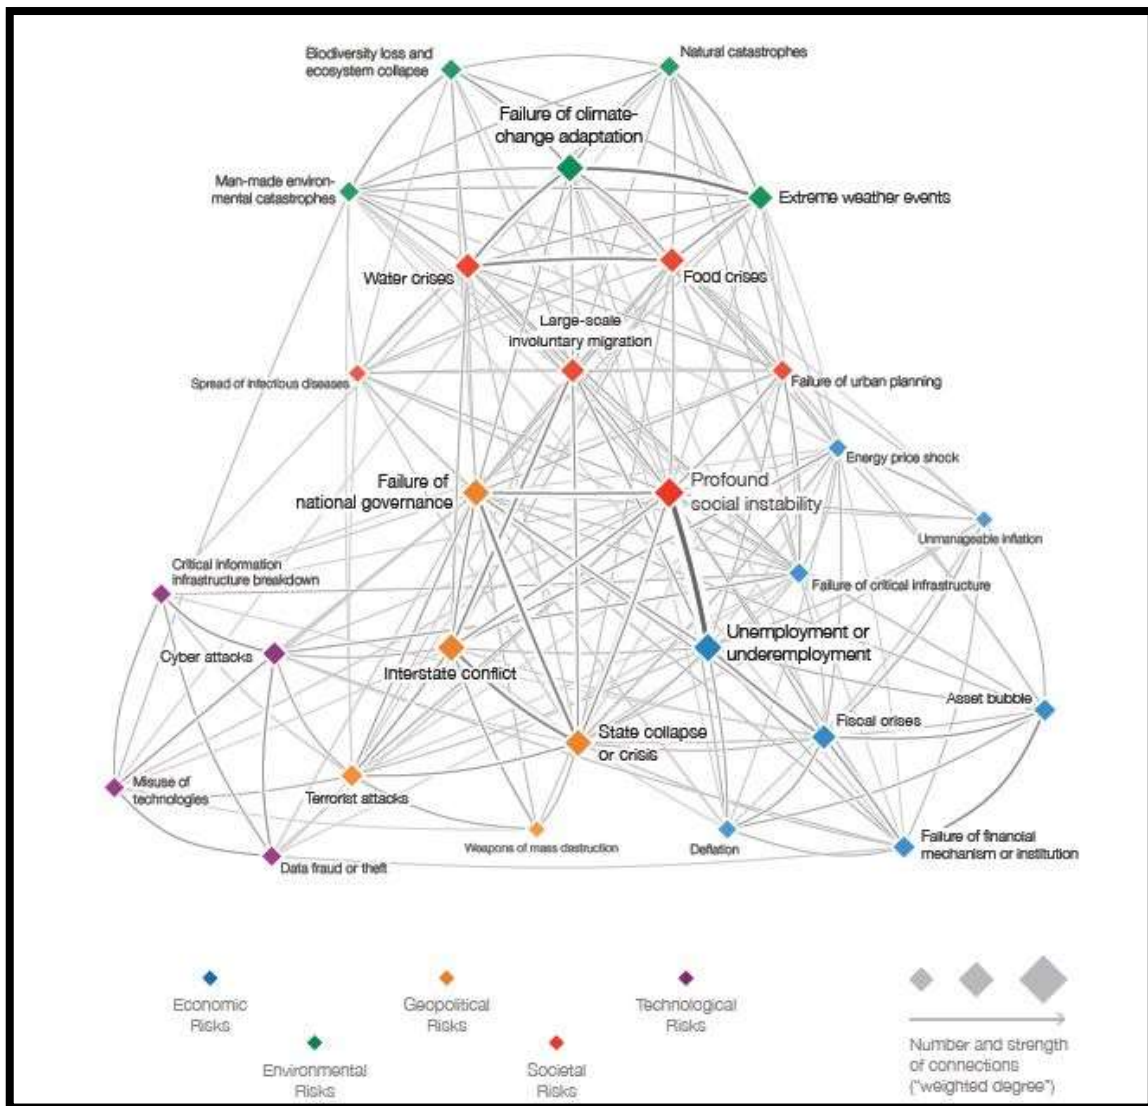 Biodiversity loss and
ecosystem collapse
Natural catastrophes
Failure of climate-
change adaptation
Man-made environ-
mental catastrophes
Extreme weather events
Water crises
Food crises
Large-scale
involuntary migration
Spread of infectious diseases
Failure of urban planning
Energy price shock
Failure of
national governance
Profound
social instability
Unmanageable inflation
Critical information
infrastructure breakdown
Failure of critical infrastructure
Unemployment or
underemployment
Cyber attacks
Interstate conflict
Asset bubble
Fiscal crises
State collapse
or crisis
Misuse of
technologies
Terrorist attacks
Weapons of mass destruction
Deflation
Failure of financial
mechanism or institution
Data fraud or theft
Economic
Risks
Geopolitical
Risks
Technological
Risks
Environmental
Risks
Societal
Risks
Number and strength
of connections
("weighted degree")